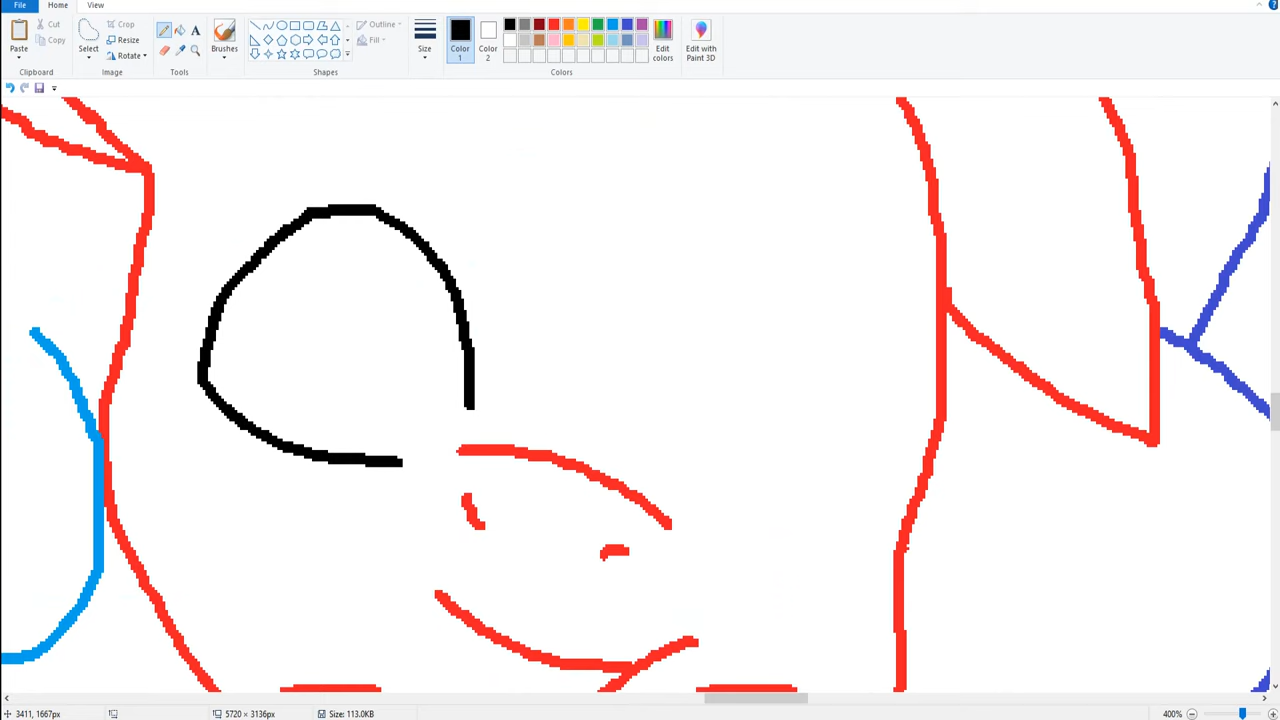 File Home View
Cut Crop Outline
Copy Resize Fill
Paste Select Rotate Brushes Size Color 1 Color 2 Edit colors Edit with Paint 3D
Clipboard Image Tools Shapes Colors
3411, 1667px 5720 × 3136px Size: 113.0KB 400%